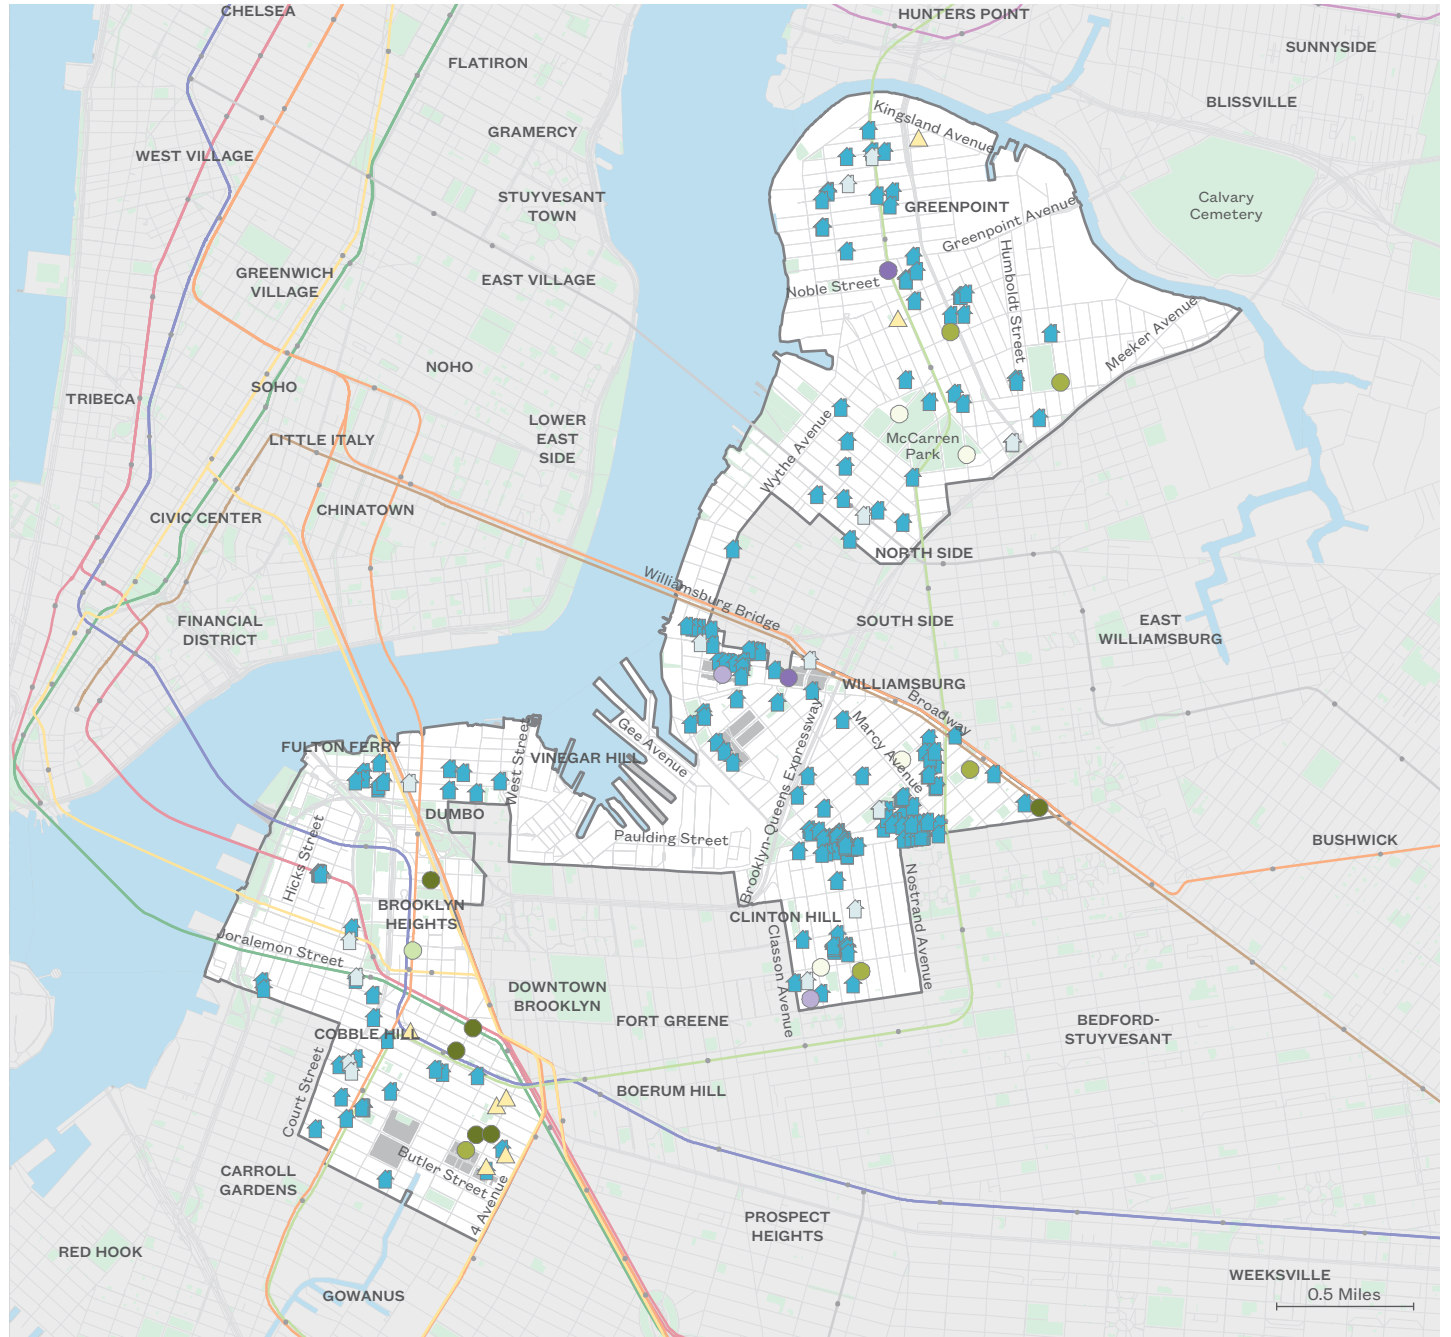 CHELSEA
HUNTERS POINT
SUNNYSIDE
FLATIRON
BLISSVILLE
Kingsland Avenue
GRAMERCY
WEST VILLAGE
STUYVESANT
TOWN
Calvary
Cemetery
GREENPOINT
Greenpoint Avenue
GREENWICH
VILLAGE
EAST VILLAGE
Noble Street
Humboldt Street
Meeker Avenue
NOHO
SOHO
TRIBECA
LOWER
EAST
SIDE
LITTLE ITALY
Wythe Avenue
McCarren
Park
CHINATOWN
CIVIC CENTER
NORTH SIDE
Williamsburg Bridge
FINANCIAL
DISTRICT
SOUTH SIDE
EAST
WILLIAMSBURG
WILLIAMSBURG
Broadway
Marcy Avenue
Gee Avenue
FULTON FERRY
VINEGAR HILL
West Street
Brooklyn-Queens Expressway
DUMBO
Paulding Street
BUSHWICK
Hicks Street
Nostrand Avenue
BROOKLYN
HEIGHTS
CLINTON HILL
Joralemon Street
Classon Avenue
DOWNTOWN
BROOKLYN
FORT GREENE
BEDFORD-
STUYVESANT
COBBLE HILL
Court Street
BOERUM HILL
Butler Street
CARROLL
GARDENS
4 Avenue
PROSPECT
HEIGHTS
RED HOOK
WEEKSVILLE
GOWANUS
0.5 Miles